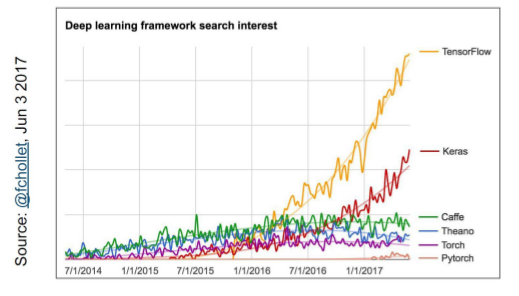 Deep learning framework search interest
Source: @fchollet, Jun 3 2017
TensorFlow
Keras
Caffe
Theano
Torch
Pytorch
7/1/2014 1/1/2015 7/1/2015 1/1/2016 7/1/2016 1/1/2017